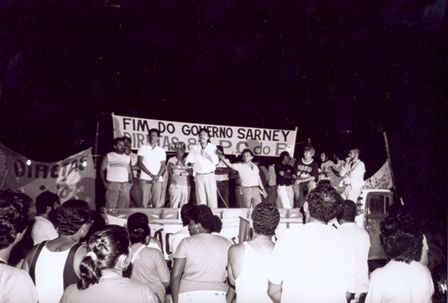 FIM DO GOVERNO SARNEY
DIRETAS 88 P.C do B
DIRETAS